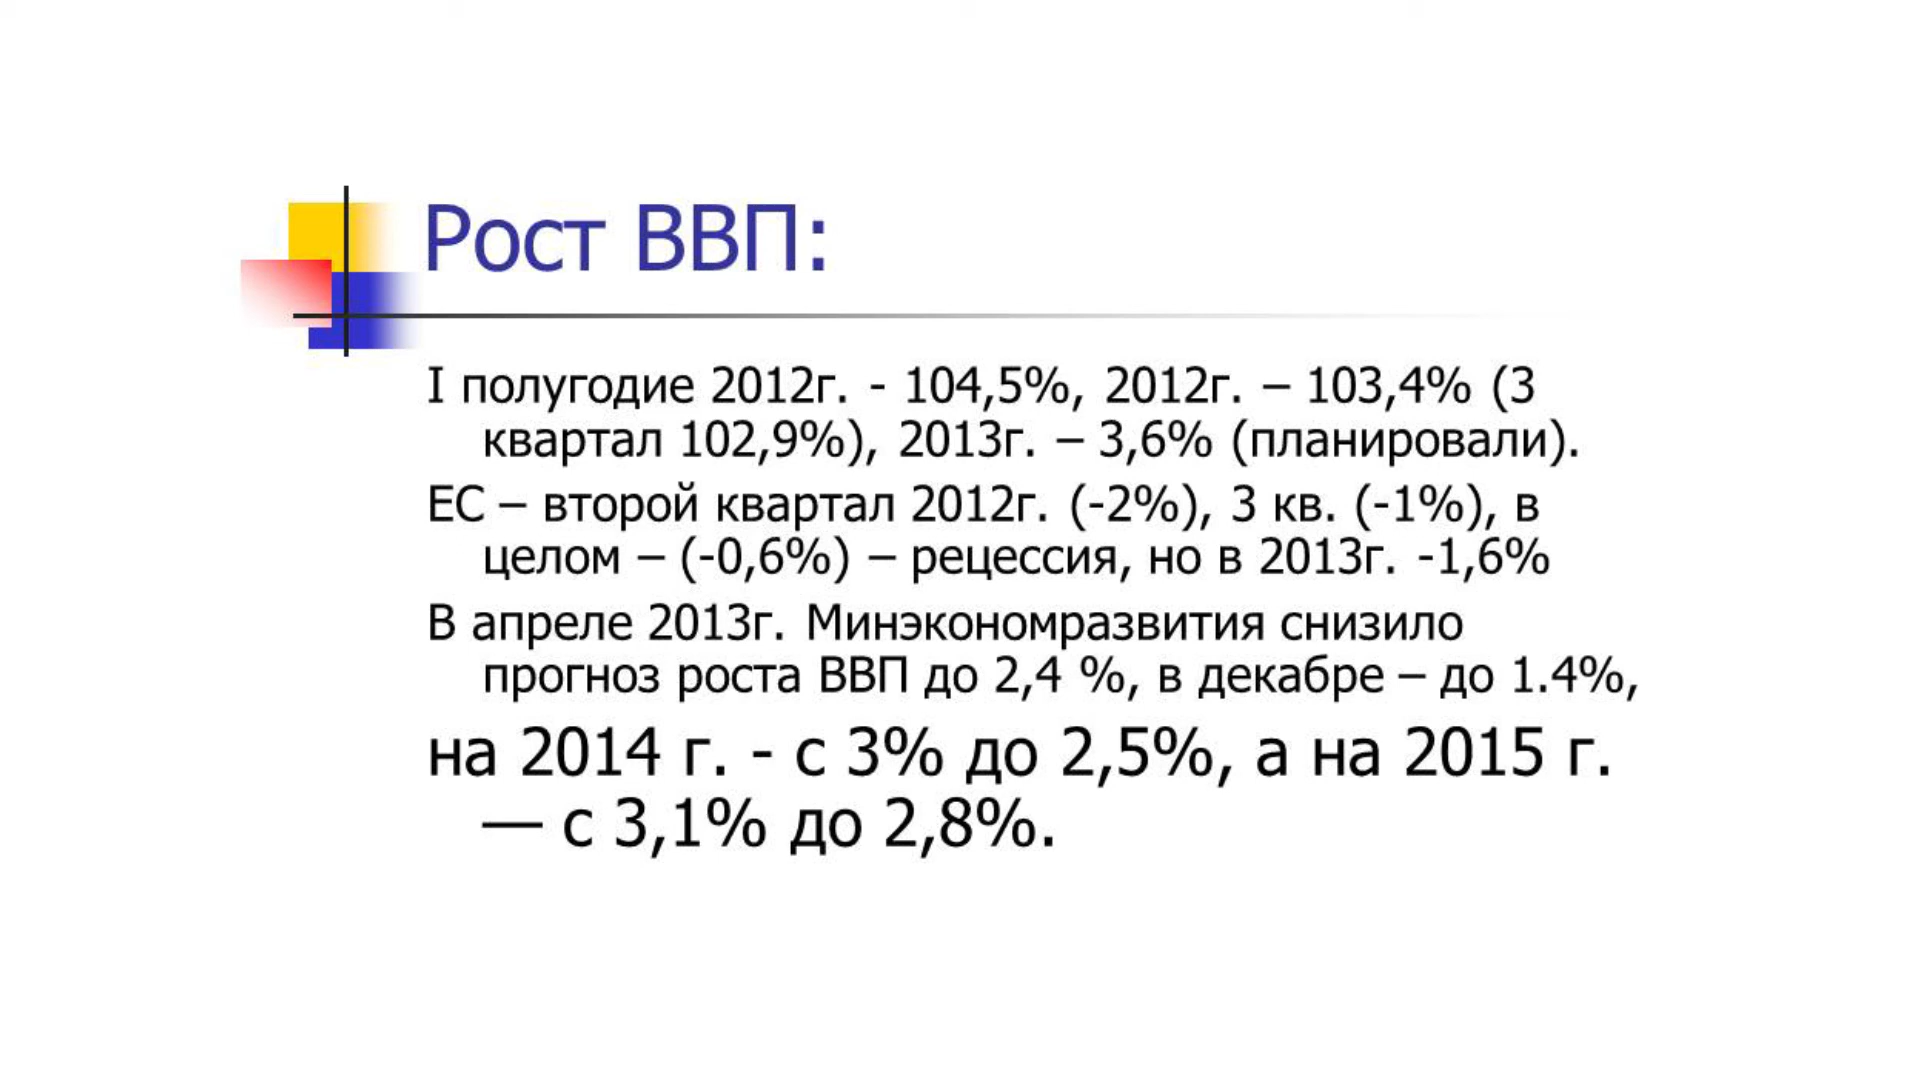 Рост ВВП:
I полугодие 2012г. - 104,5%, 2012г. – 103,4% (3
квартал 102,9%), 2013г. – 3,6% (планировали).
ЕС – второй квартал 2012г. (-2%), 3 кв. (-1%), в
целом – (-0,6%) – рецессия, но в 2013г. -1,6%
В апреле 2013г. Минэкономразвития снизило
прогноз роста ВВП до 2,4 %, в декабре – до 1.4%,
на 2014 г. - с 3% до 2,5%, а на 2015 г.
— с 3,1% до 2,8%.